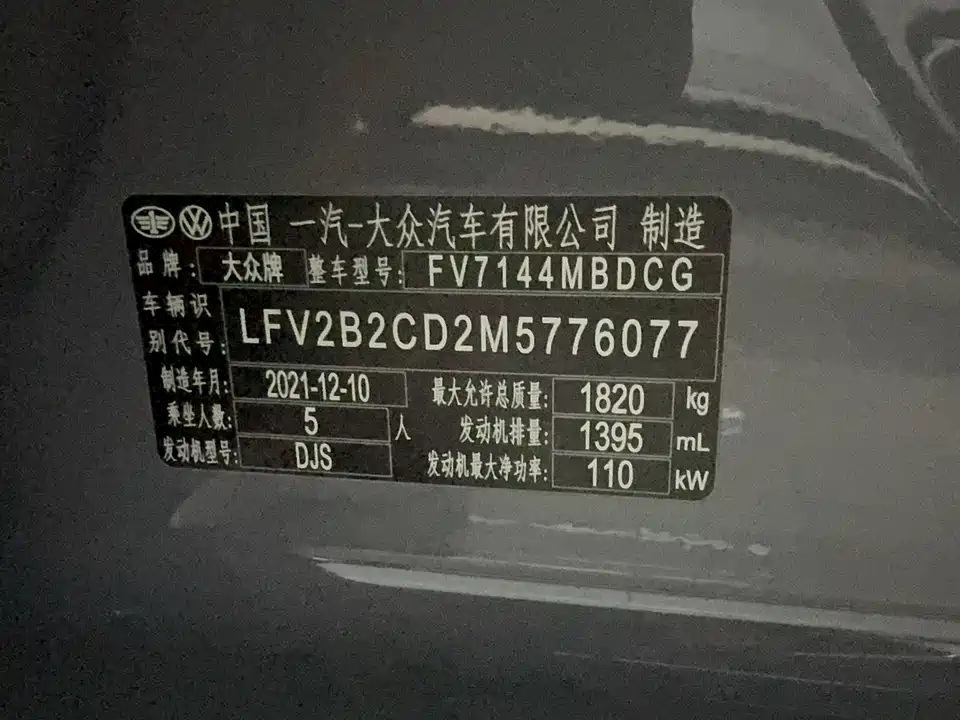 中国 一汽-大众汽车有限公司 制造
品牌: 大众牌 整车型号: FV7144MBDCG
车辆识别代号: LFV2B2CD2M5776077
制造年月: 2021-12-10 最大允许总质量: 1820 kg
乘坐人数: 5 人 发动机排量: 1395 mL
发动机型号: DJS 发动机最大净功率: 110 kW